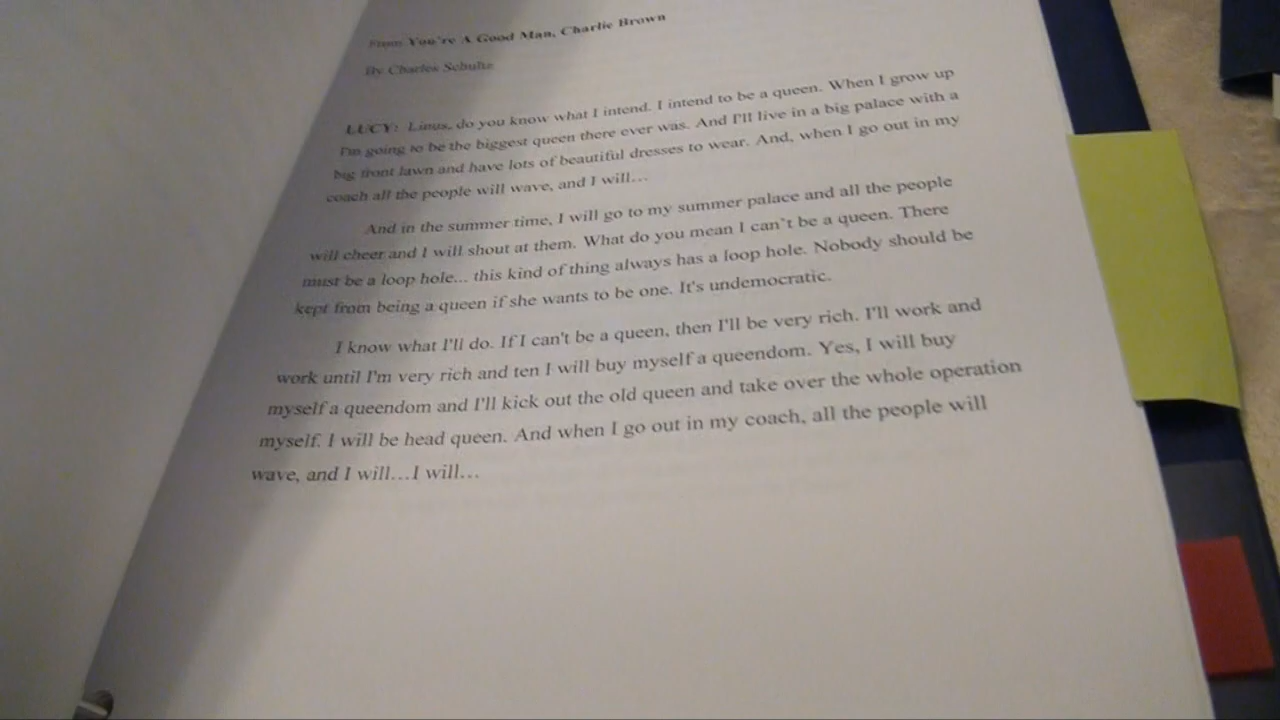 From You're A Good Man, Charlie Brown
By Charles Schultz
LUCY: Linus, do you know what I intend. I intend to be a queen. When I grow up
I'm going to be the biggest queen there ever was. And I'll live in a big palace with a
big front lawn and have lots of beautiful dresses to wear. And, when I go out in my
coach all the people will wave, and I will...
And in the summer time, I will go to my summer palace and all the people
will cheer and I will shout at them. What do you mean I can't be a queen. There
must be a loop hole... this kind of thing always has a loop hole. Nobody should be
kept from being a queen if she wants to be one. It's undemocratic.
I know what I'll do. If I can't be a queen, then I'll be very rich. I'll work and
work until I'm very rich and ten I will buy myself a queendom. Yes, I will buy
myself a queendom and I'll kick out the old queen and take over the whole operation
myself. I will be head queen. And when I go out in my coach, all the people will
wave, and I will...I will...